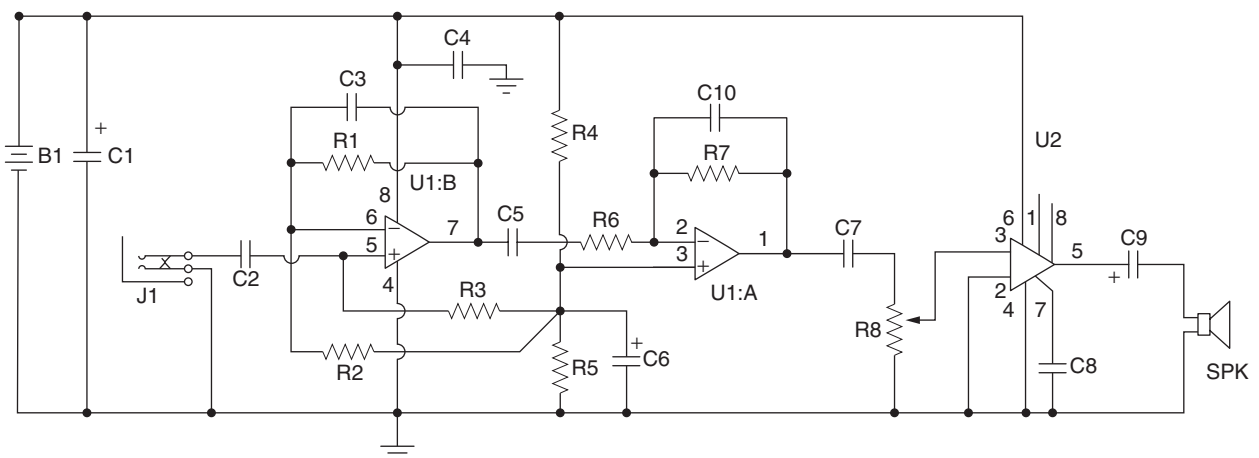 C4
C3
C10
+
R1
R4
R7
U2
B1
C1
8
U1:B
6
7
C5
R6
2
C7
6
1
8
5
3
1
3
5
C9
C2
4
U1:A
2
+
J1
R3
4
7
R8
+
C6
R2
R5
C8
SPK